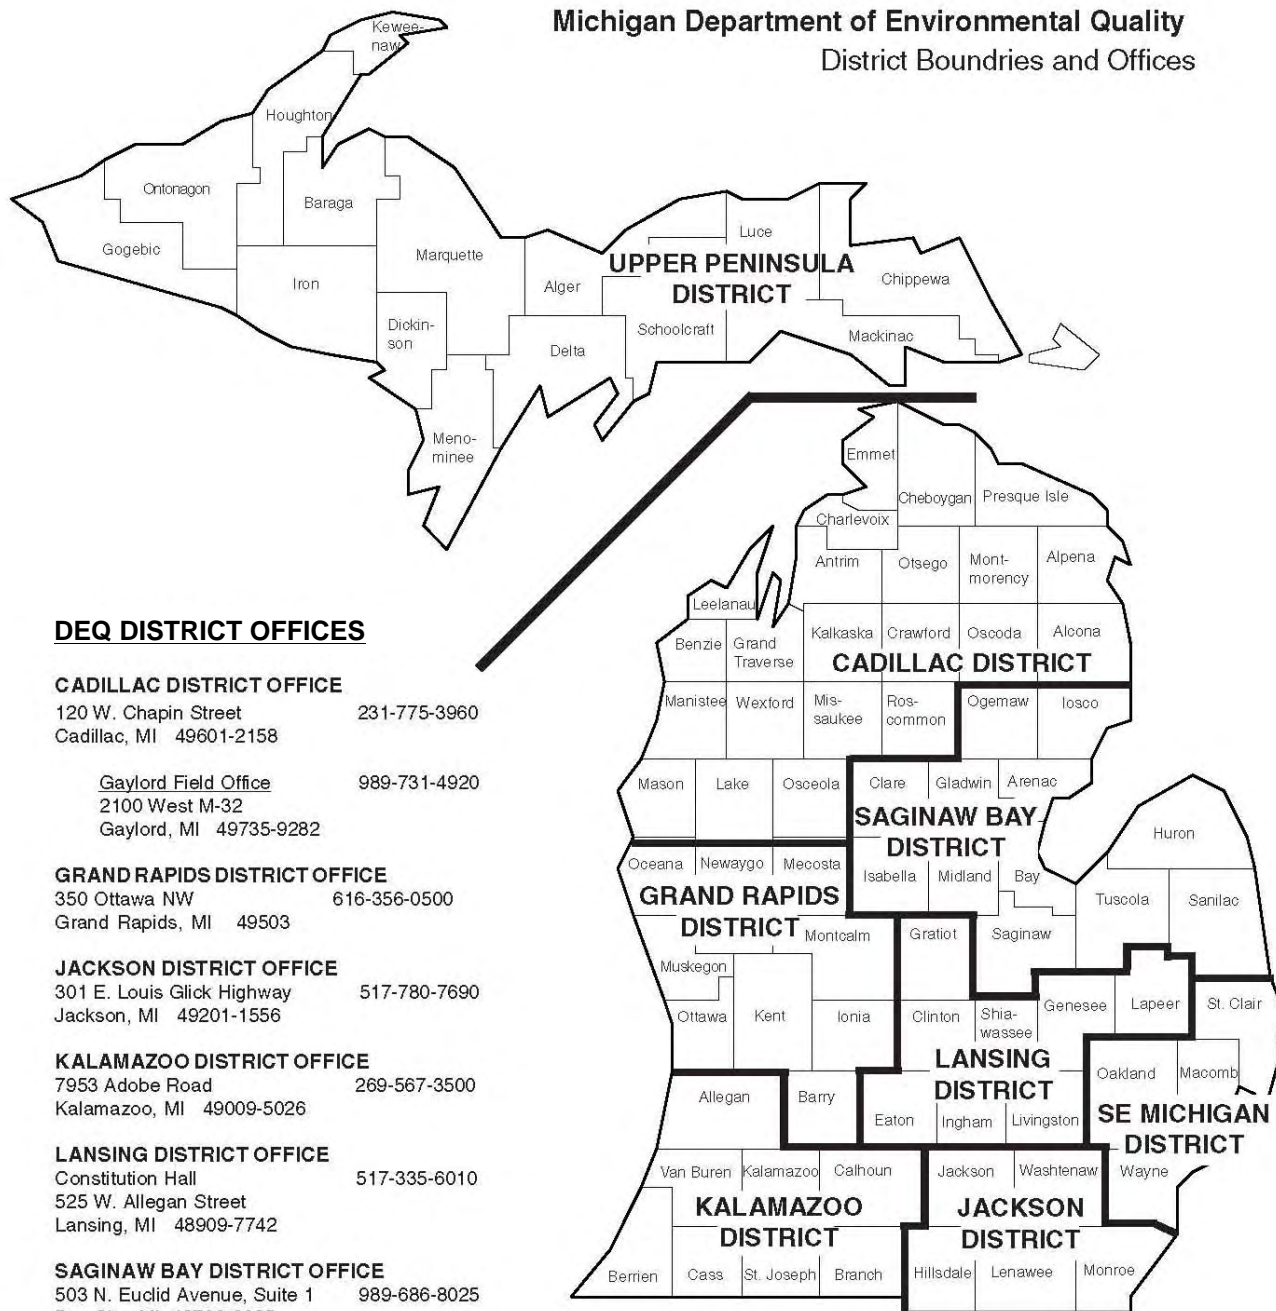 Michigan Department of Environmental Quality
District Boundries and Offices
Kewee-
naw
Houghton
Ontonagon
Baraga
Gogebic
Marquette
Luce
UPPER PENINSULA
DISTRICT
Iron
Alger
Chippewa
Dickin-
son
Schoolcraft
Mackinac
Delta
Meno-
minee
Emmet
Cheboygan
Presque Isle
Charlevoix
Antrim
Otsego
Mont-
morency
Alpena
Leelanau
Benzie
Grand
Traverse
Kalkaska
Crawford
Oscoda
Alcona
CADILLAC DISTRICT
Manistee
Wexford
Mis-
saukee
Ros-
common
Ogemaw
Iosco
Mason
Lake
Osceola
Clare
Gladwin
Arenac
SAGINAW BAY
DISTRICT
Huron
Oceana
Newaygo
Mecosta
Isabella
Midland
Bay
GRAND RAPIDS
DISTRICT
Tuscola
Sanilac
Montcalm
Gratiot
Saginaw
Muskegon
Ottawa
Kent
Ionia
Clinton
Shia-
wassee
Genesee
Lapeer
St. Clair
LANSING
DISTRICT
Oakland
Macomb
Allegan
Barry
Eaton
Ingham
Livingston
SE MICHIGAN
DISTRICT
Van Buren
Kalamazoo
Calhoun
Jackson
Washtenaw
Wayne
KALAMAZOO
DISTRICT
JACKSON
DISTRICT
Berrien
Cass
St. Joseph
Branch
Hillsdale
Lenawee
Monroe
DEQ DISTRICT OFFICES
CADILLAC DISTRICT OFFICE
120 W. Chapin Street 231-775-3960
Cadillac, MI 49601-2158
Gaylord Field Office 989-731-4920
2100 West M-32
Gaylord, MI 49735-9282
GRAND RAPIDS DISTRICT OFFICE
350 Ottawa NW 616-356-0500
Grand Rapids, MI 49503
JACKSON DISTRICT OFFICE
301 E. Louis Glick Highway 517-780-7690
Jackson, MI 49201-1556
KALAMAZOO DISTRICT OFFICE
7953 Adobe Road 269-567-3500
Kalamazoo, MI 49009-5026
LANSING DISTRICT OFFICE
Constitution Hall 517-335-6010
525 W. Allegan Street
Lansing, MI 48909-7742
SAGINAW BAY DISTRICT OFFICE
503 N. Euclid Avenue, Suite 1 989-686-8025